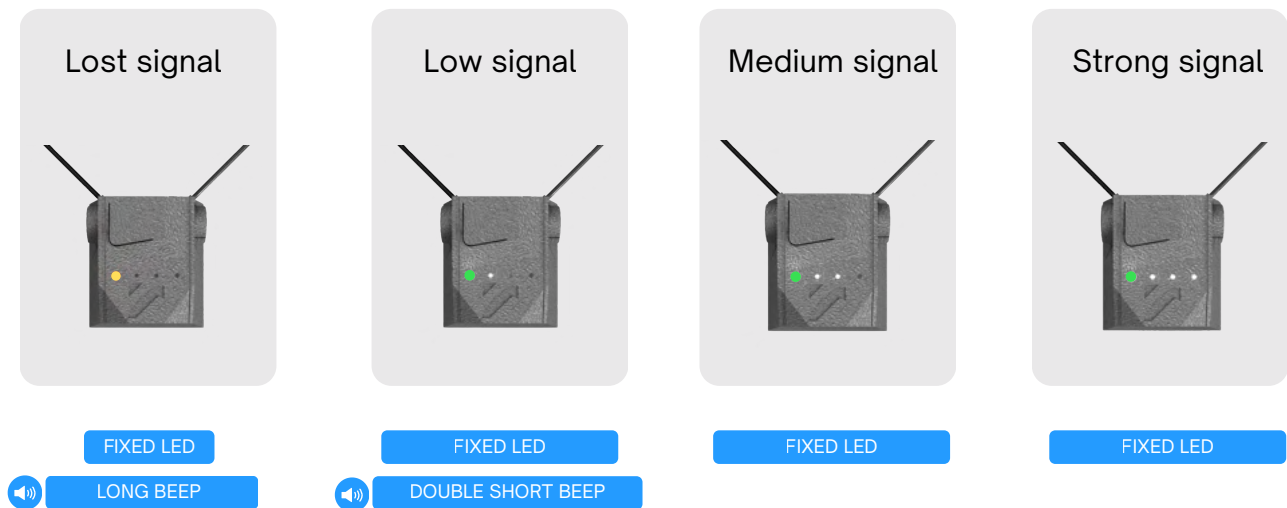 Lost signal
Low signal
Medium signal
Strong signal
FIXED LED
FIXED LED
FIXED LED
FIXED LED
LONG BEEP
DOUBLE SHORT BEEP